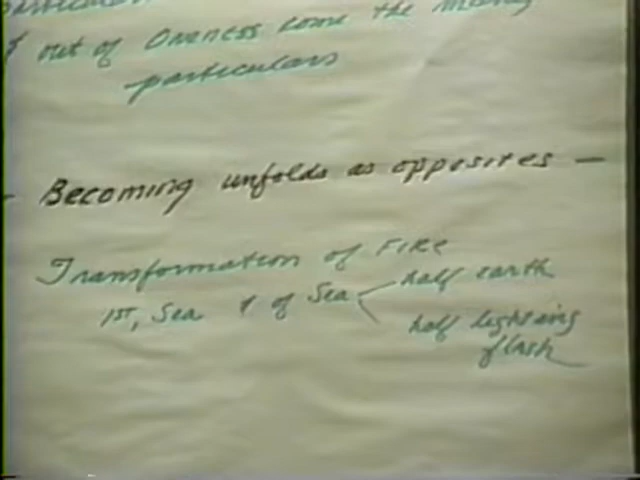 particulars
& out of Oneness come the many
particulars
- Becoming unfolds as opposites -
Transformation of FIRE
1ST, Sea & of Sea half earth
half lightning
flash